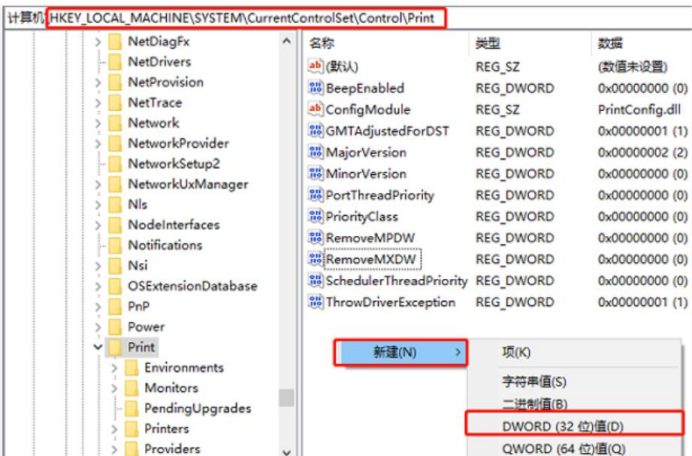 计算机\HKEY_LOCAL_MACHINE\SYSTEM\CurrentControlSet\Control\Print
NetDiagFx
NetDrivers
NetProvision
NetTrace
Network
NetworkProvider
NetworkSetup2
NetworkUxManager
Nls
NodeInterfaces
Notifications
Nsi
OSExtensionDatabase
PnP
Power
Print
Environments
Monitors
PendingUpgrades
Printers
Providers
名称 类型 数据
ab (默认) REG_SZ (数值未设置)
BeepEnabled REG_DWORD 0x00000000 (0)
ab ConfigModule REG_SZ PrintConfig.dll
GMTAdjustedForDST REG_DWORD 0x00000001 (1)
MajorVersion REG_DWORD 0x00000002 (2)
MinorVersion REG_DWORD 0x00000000 (0)
PortThreadPriority REG_DWORD 0x00000000 (0)
PriorityClass REG_DWORD 0x00000000 (0)
RemoveMPDW REG_DWORD 0x00000000 (0)
RemoveMXDW REG_DWORD 0x00000000 (0)
SchedulerThreadPriority REG_DWORD 0x00000000 (0)
ThrowDriverException REG_DWORD 0x00000001 (1)
新建(N) >
项(K)
字符串值(S)
二进制值(B)
DWORD (32 位)值(D)
QWORD (64 位)值(Q)